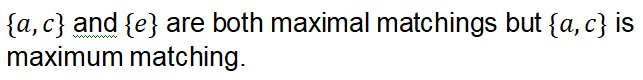 {𝑎, 𝑐} and {𝑒} are both maximal matchings but {𝑎, 𝑐} is
maximum matching.